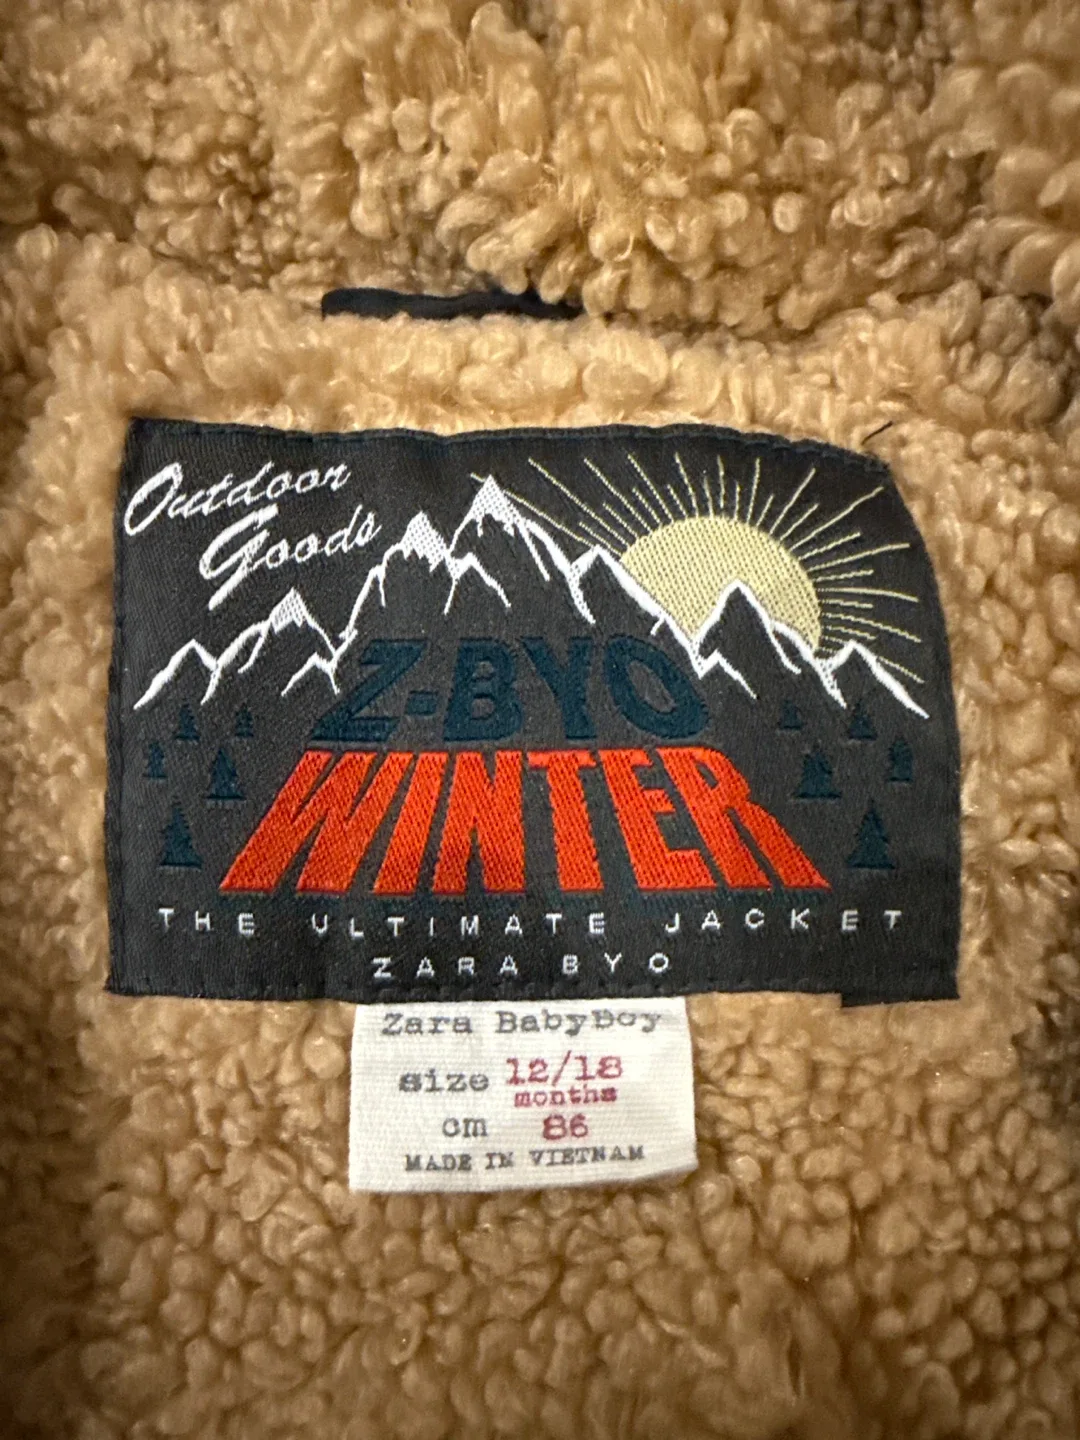 Outdoor
Goods
Z-BYO
WINTER
THE ULTIMATE JACKET
ZARA BYO
Zara BabyBoy
size 12/18
months
cm 86
MADE IN VIETNAM